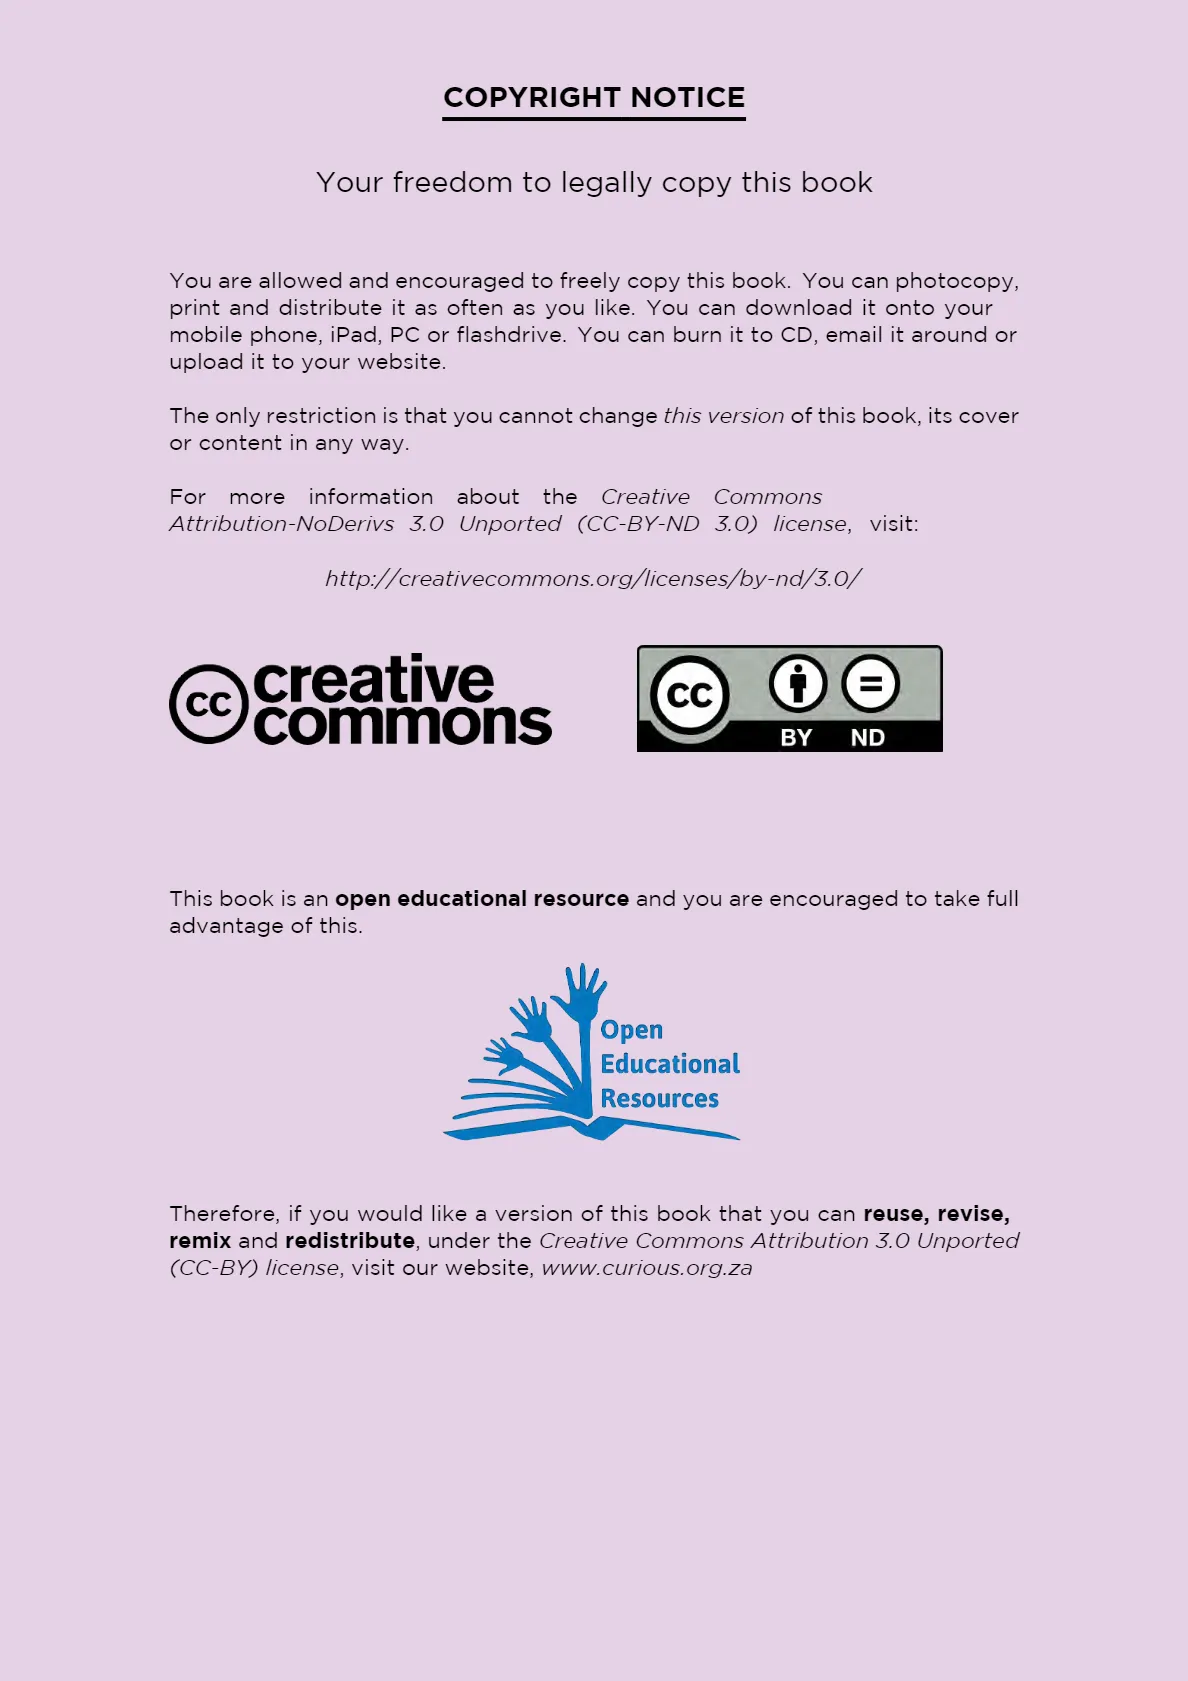 COPYRIGHT NOTICE
Your freedom to legally copy this book
You are allowed and encouraged to freely copy this book. You can photocopy,
print and distribute it as often as you like. You can download it onto your
mobile phone, iPad, PC or flashdrive. You can burn it to CD, email it around or
upload it to your website.
The only restriction is that you cannot change this version of this book, its cover
or content in any way.
For more information about the Creative Commons
Attribution-NoDerivs 3.0 Unported (CC-BY-ND 3.0) license, visit:
http://creativecommons.org/licenses/by-nd/3.0/
cc creative
commons
cc
BY ND
This book is an open educational resource and you are encouraged to take full
advantage of this.
Open
Educational
Resources
Therefore, if you would like a version of this book that you can reuse, revise,
remix and redistribute, under the Creative Commons Attribution 3.0 Unported
(CC-BY) license, visit our website, www.curious.org.za